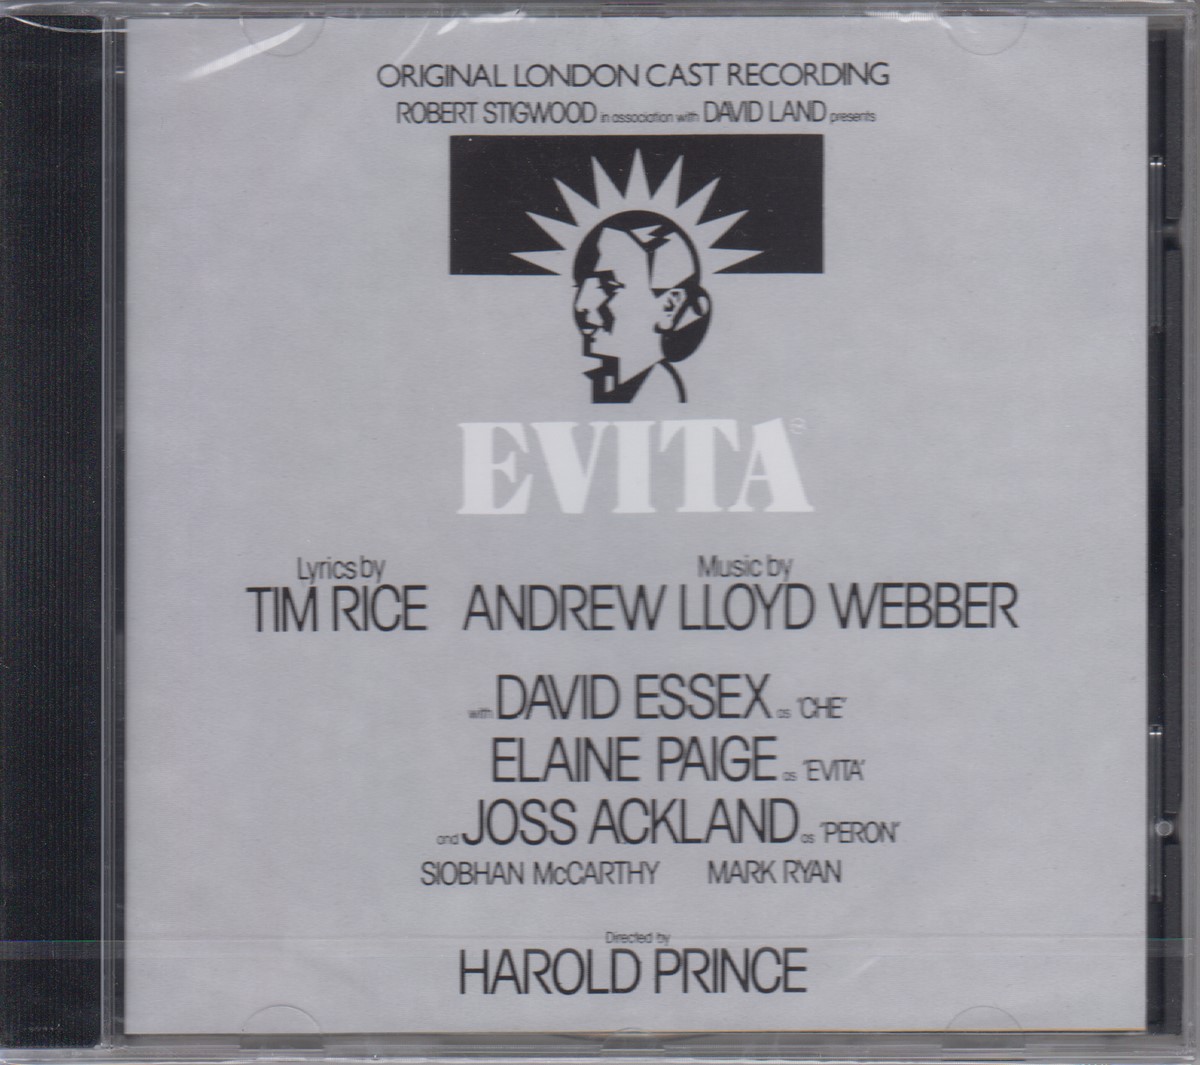 ORIGINAL LONDON CAST RECORDING
ROBERT STIGWOOD in association with DAVID LAND presents
EVITA
Lyrics by Music by
TIM RICE ANDREW LLOYD WEBBER
with DAVID ESSEX as 'CHE'
ELAINE PAIGE as 'EVITA'
and JOSS ACKLAND as 'PERON'
SIOBHAN McCARTHY MARK RYAN
Directed by
HAROLD PRINCE